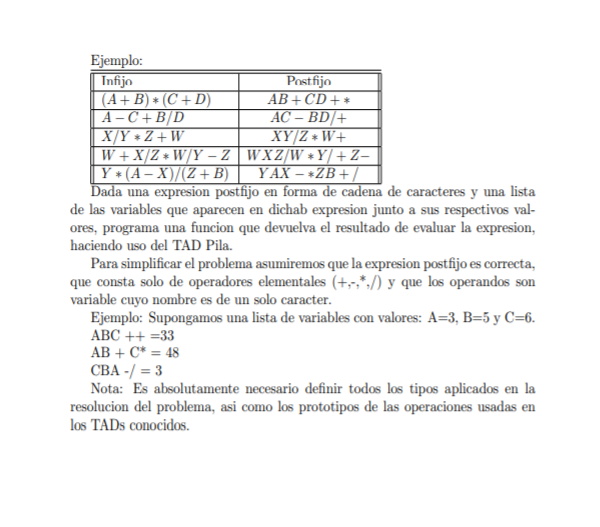 Ejemplo:
Infijo Postfijo
(A + B) ∗ (C + D) AB + CD + ∗
A − C + B/D AC − BD/+
X/Y ∗ Z + W XY/Z ∗ W+
W + X/Z ∗ W/Y − Z WXZ/W ∗ Y/ + Z−
Y ∗ (A − X)/(Z + B) YAX − ∗ZB + /
Dada una expresion postfijo en forma de cadena de caracteres y una lista
de las variables que aparecen en dichab expresion junto a sus respectivos val-
ores, programa una funcion que devuelva el resultado de evaluar la expresion,
haciendo uso del TAD Pila.
Para simplificar el problema asumiremos que la expresion postfijo es correcta,
que consta solo de operadores elementales (+,-,*,/) y que los operandos son
variable cuyo nombre es de un solo caracter.
Ejemplo: Supongamos una lista de variables con valores: A=3, B=5 y C=6.
ABC ++ =33
AB + C* = 48
CBA -/ = 3
Nota: Es absolutamente necesario definir todos los tipos aplicados en la
resolucion del problema, asi como los prototipos de las operaciones usadas en
los TADs conocidos.